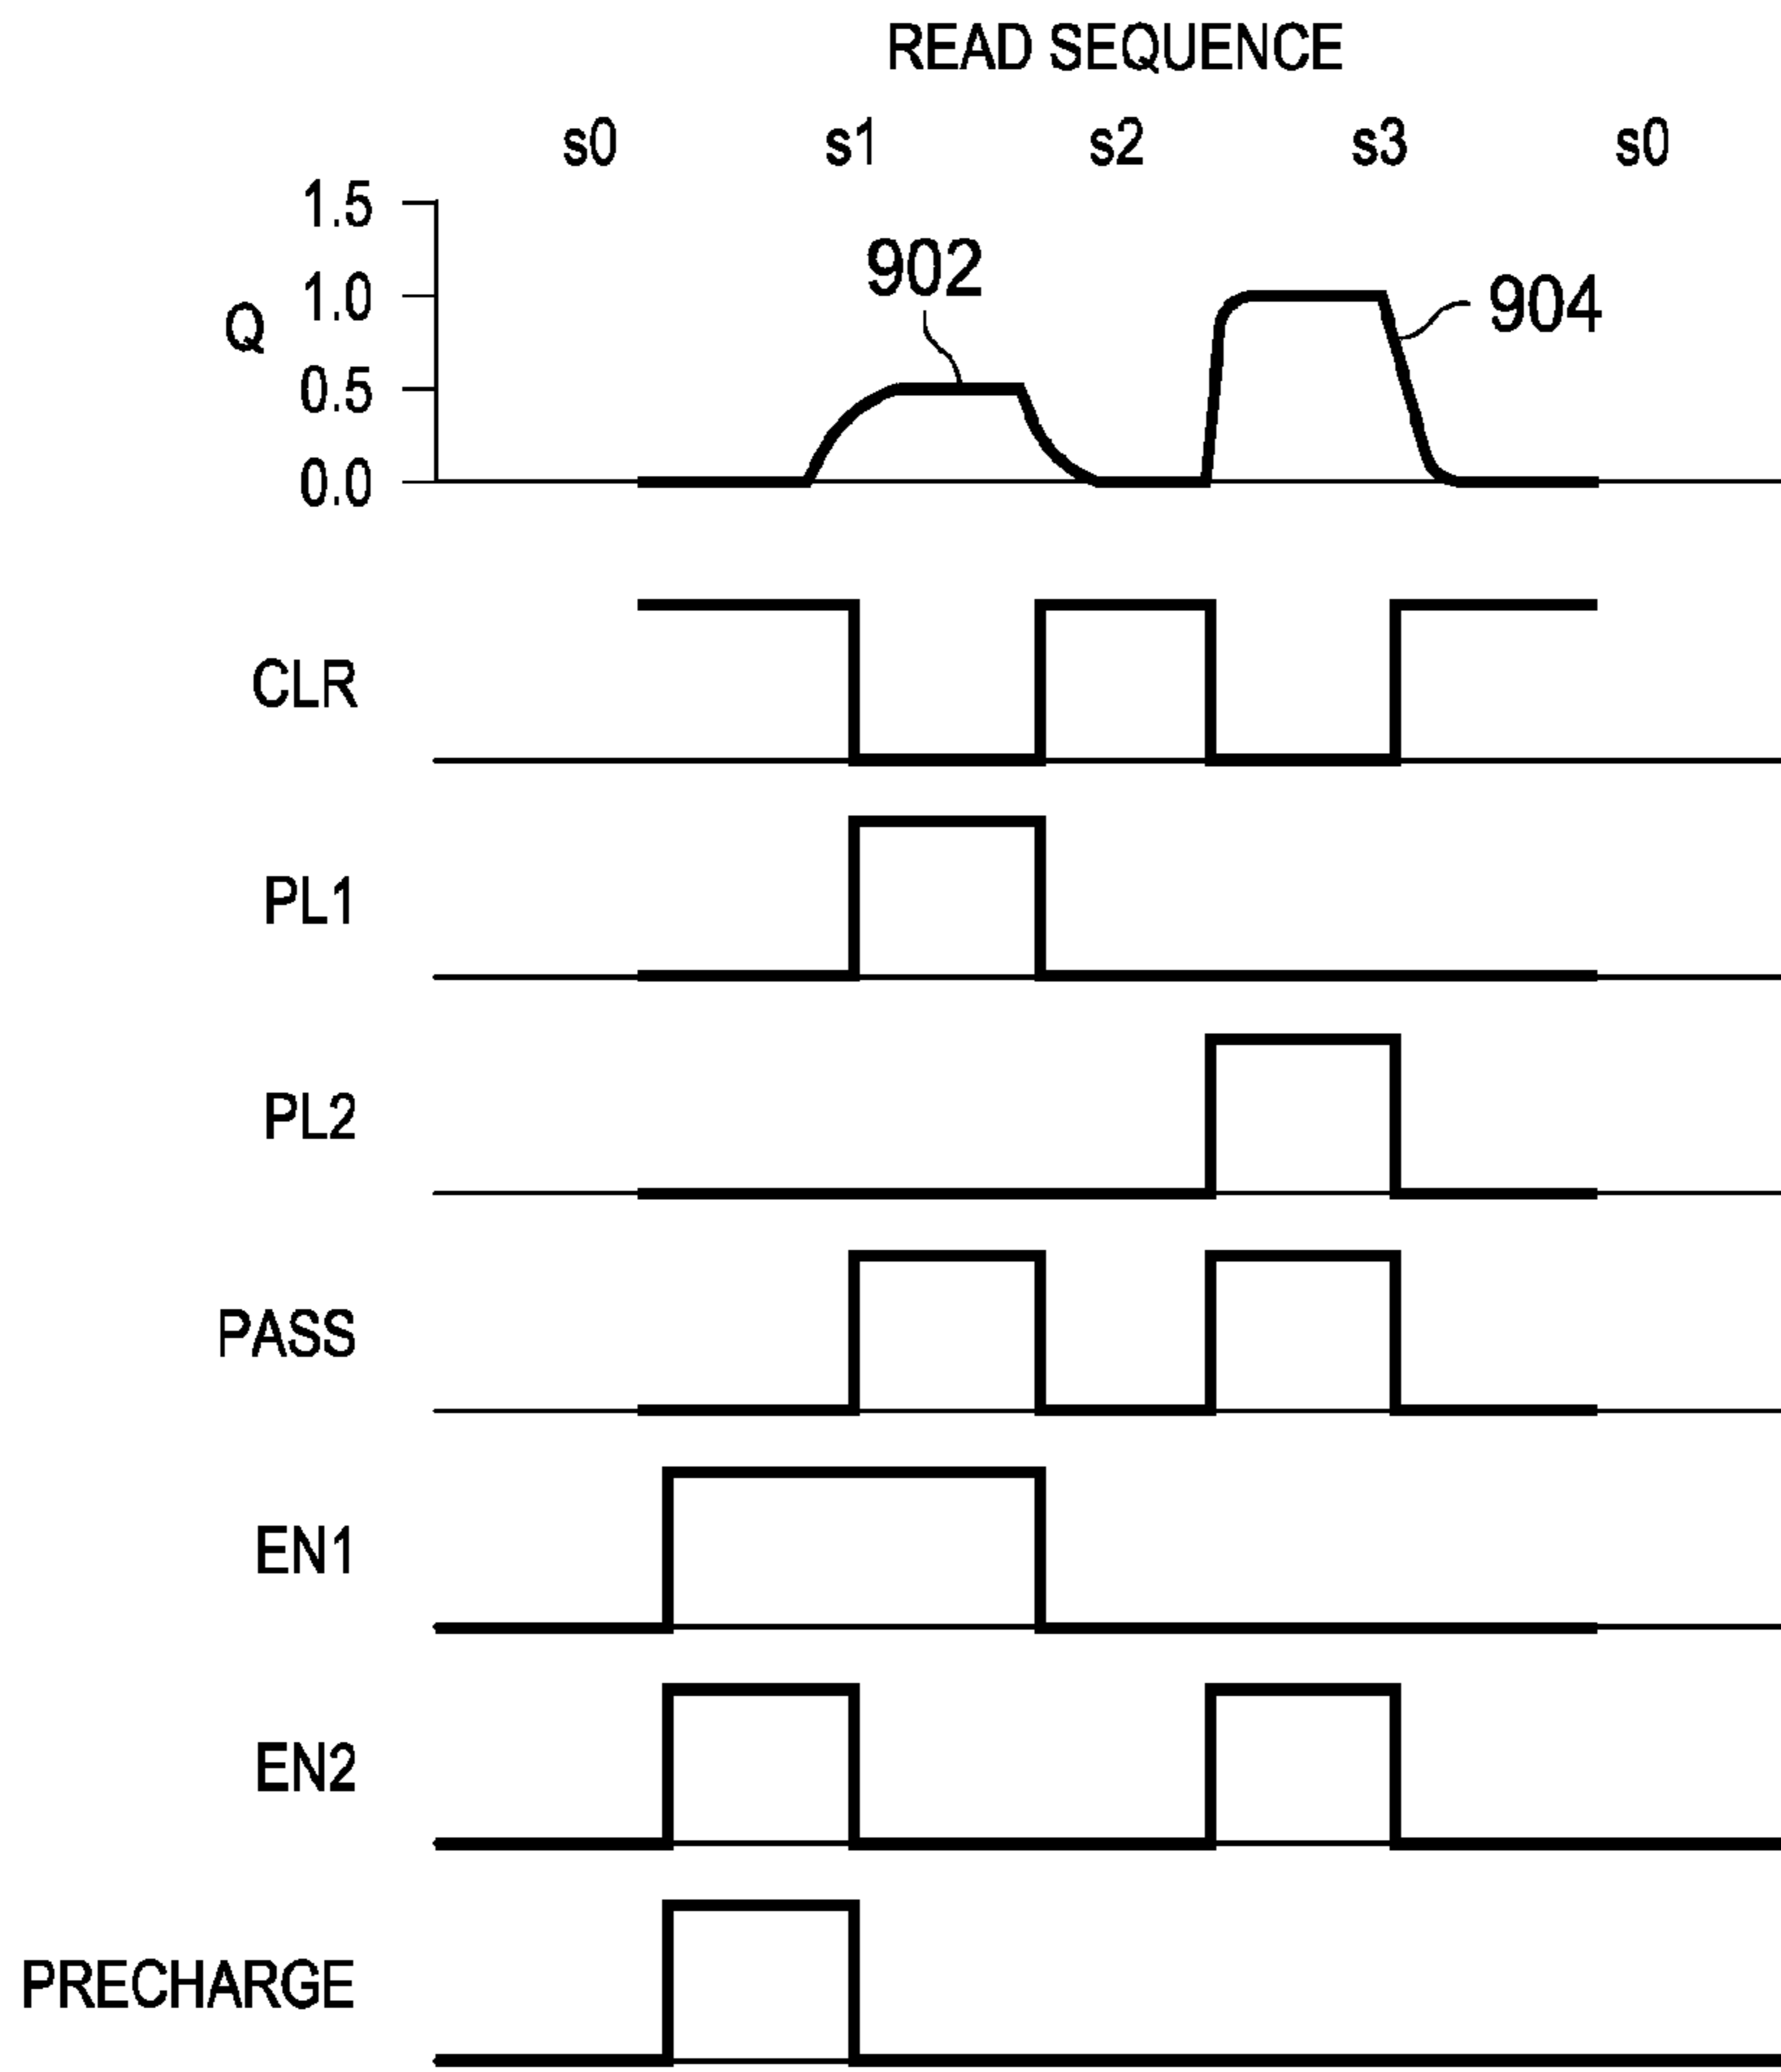 READ SEQUENCE
s0 s1 s2 s3 s0
1.5
1.0
Q
0.5
0.0
902
904
CLR
PL1
PL2
PASS
EN1
EN2
PRECHARGE